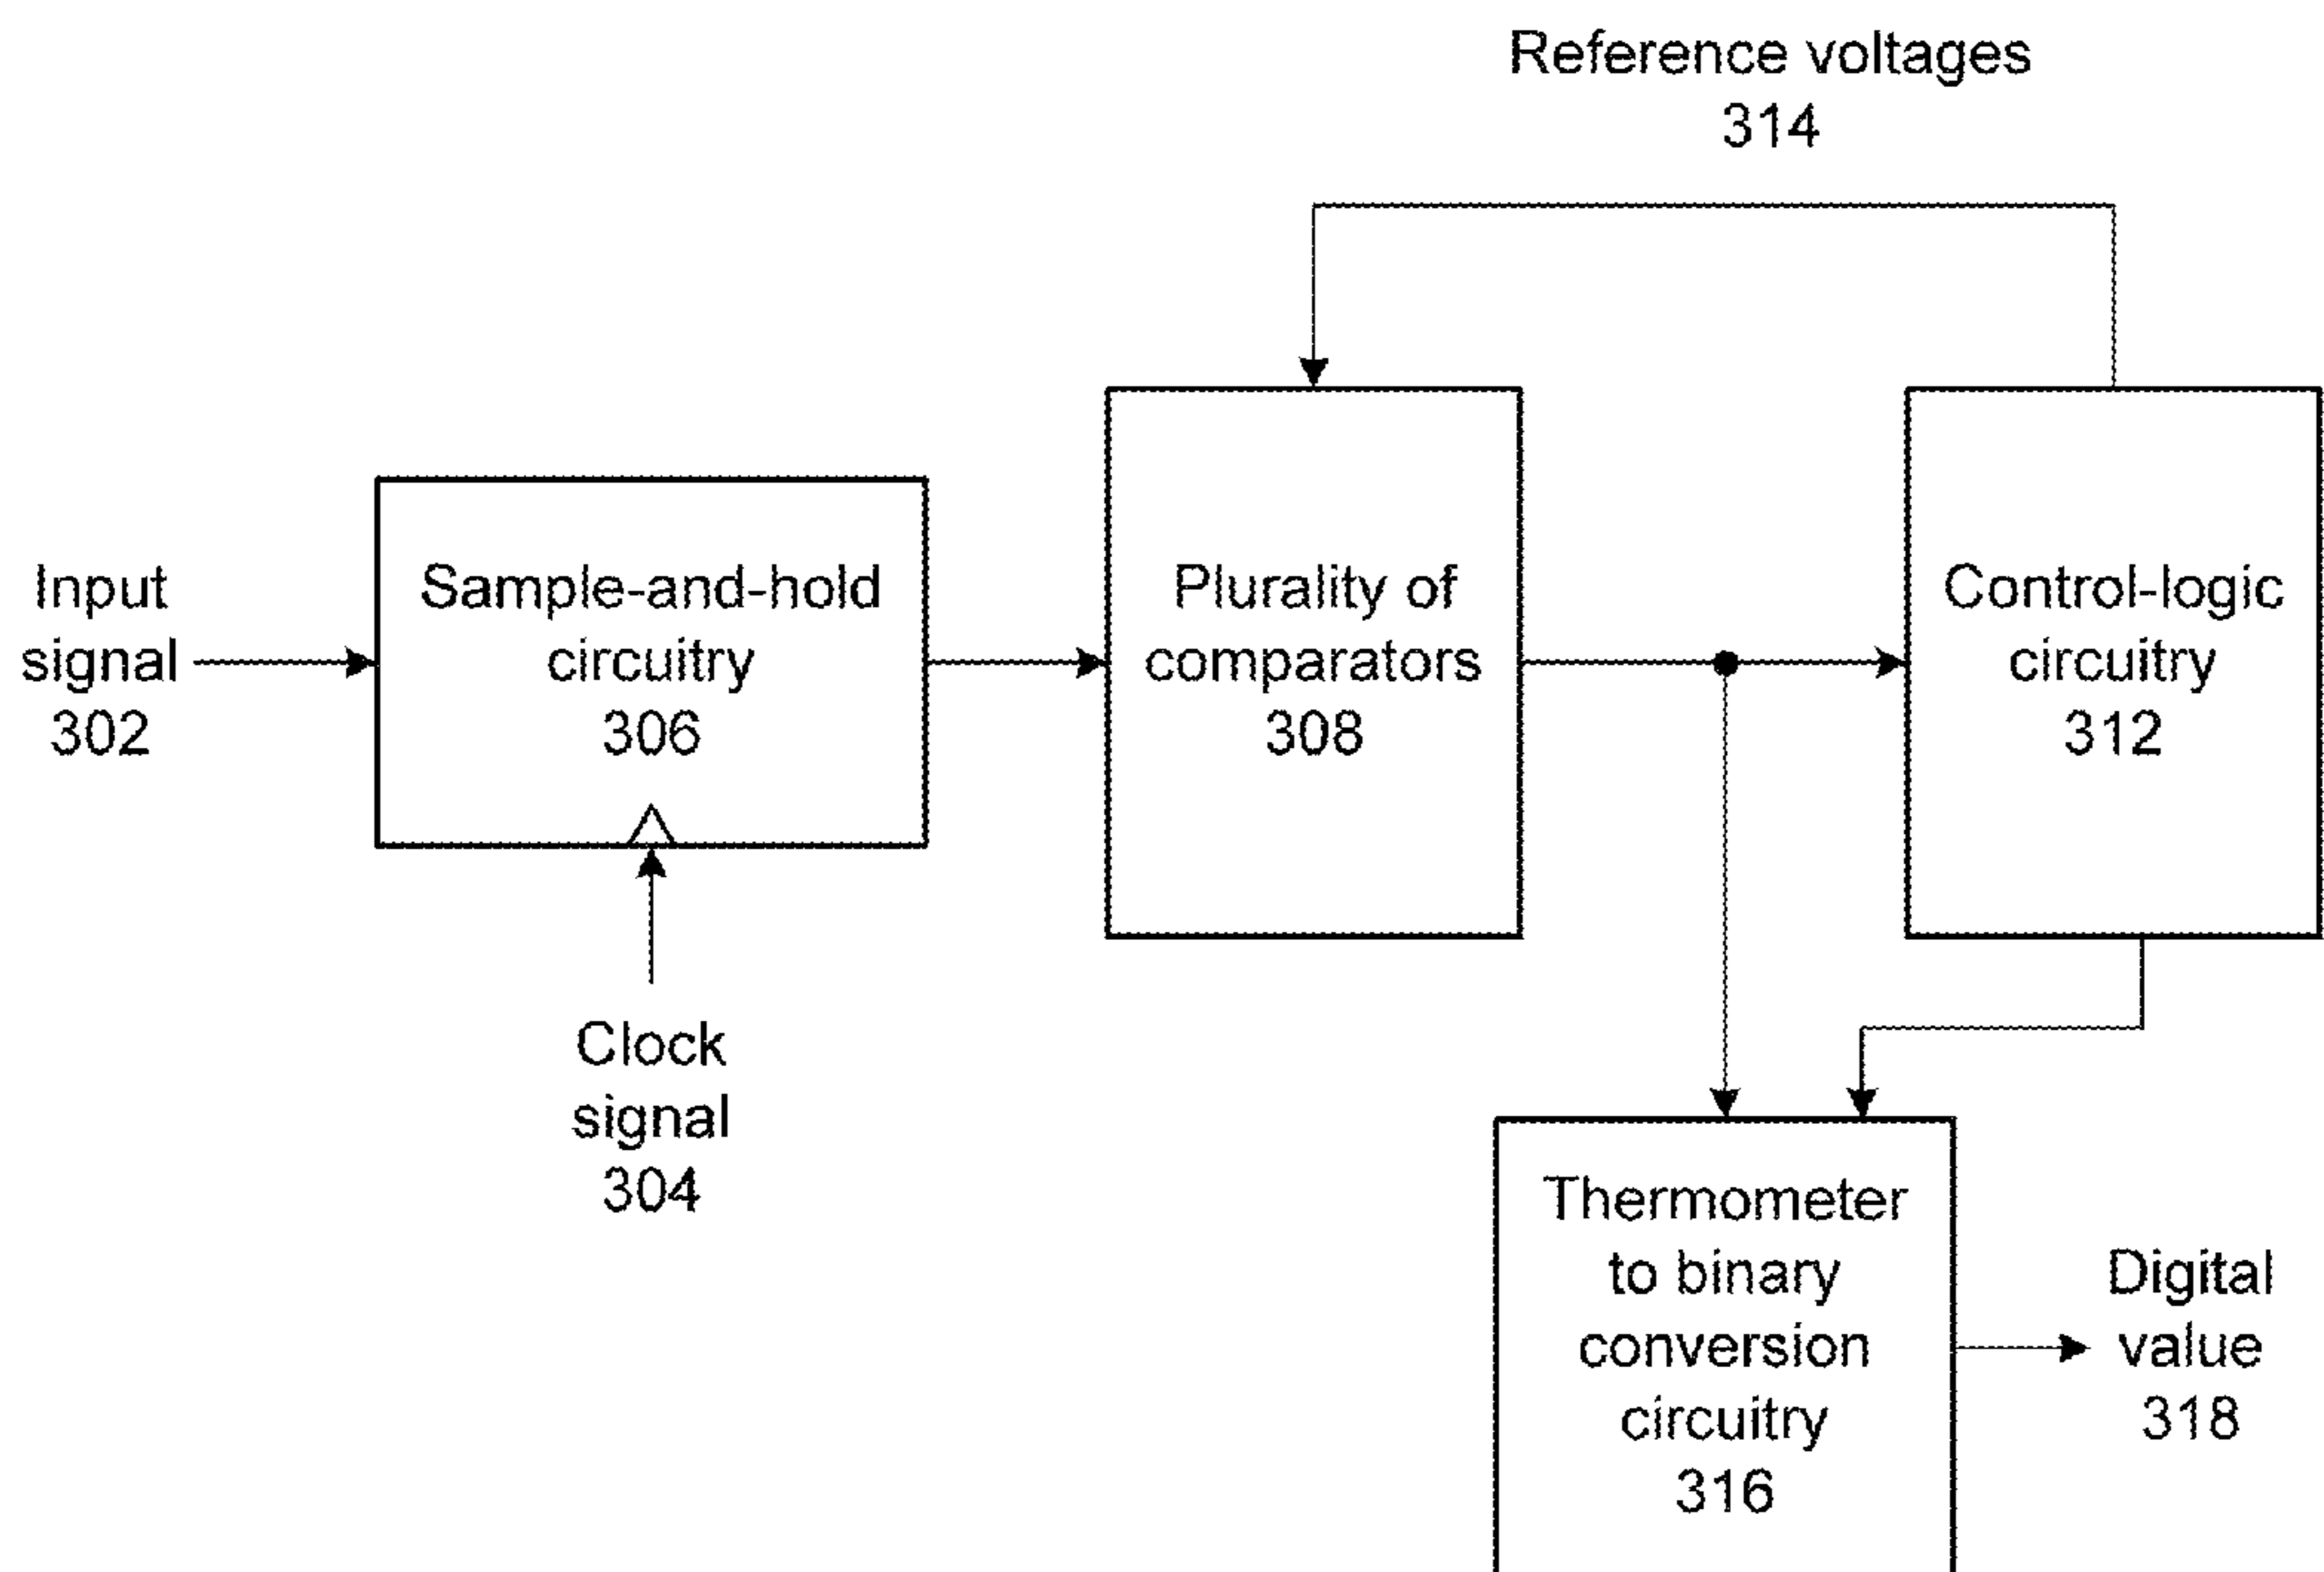 Reference voltages
314
Input
signal
302
Sample-and-hold
circuitry
306
Plurality of
comparators
308
Control-logic
circuitry
312
Clock
signal
304
Thermometer
to binary
conversion
circuitry
316
Digital
value
318